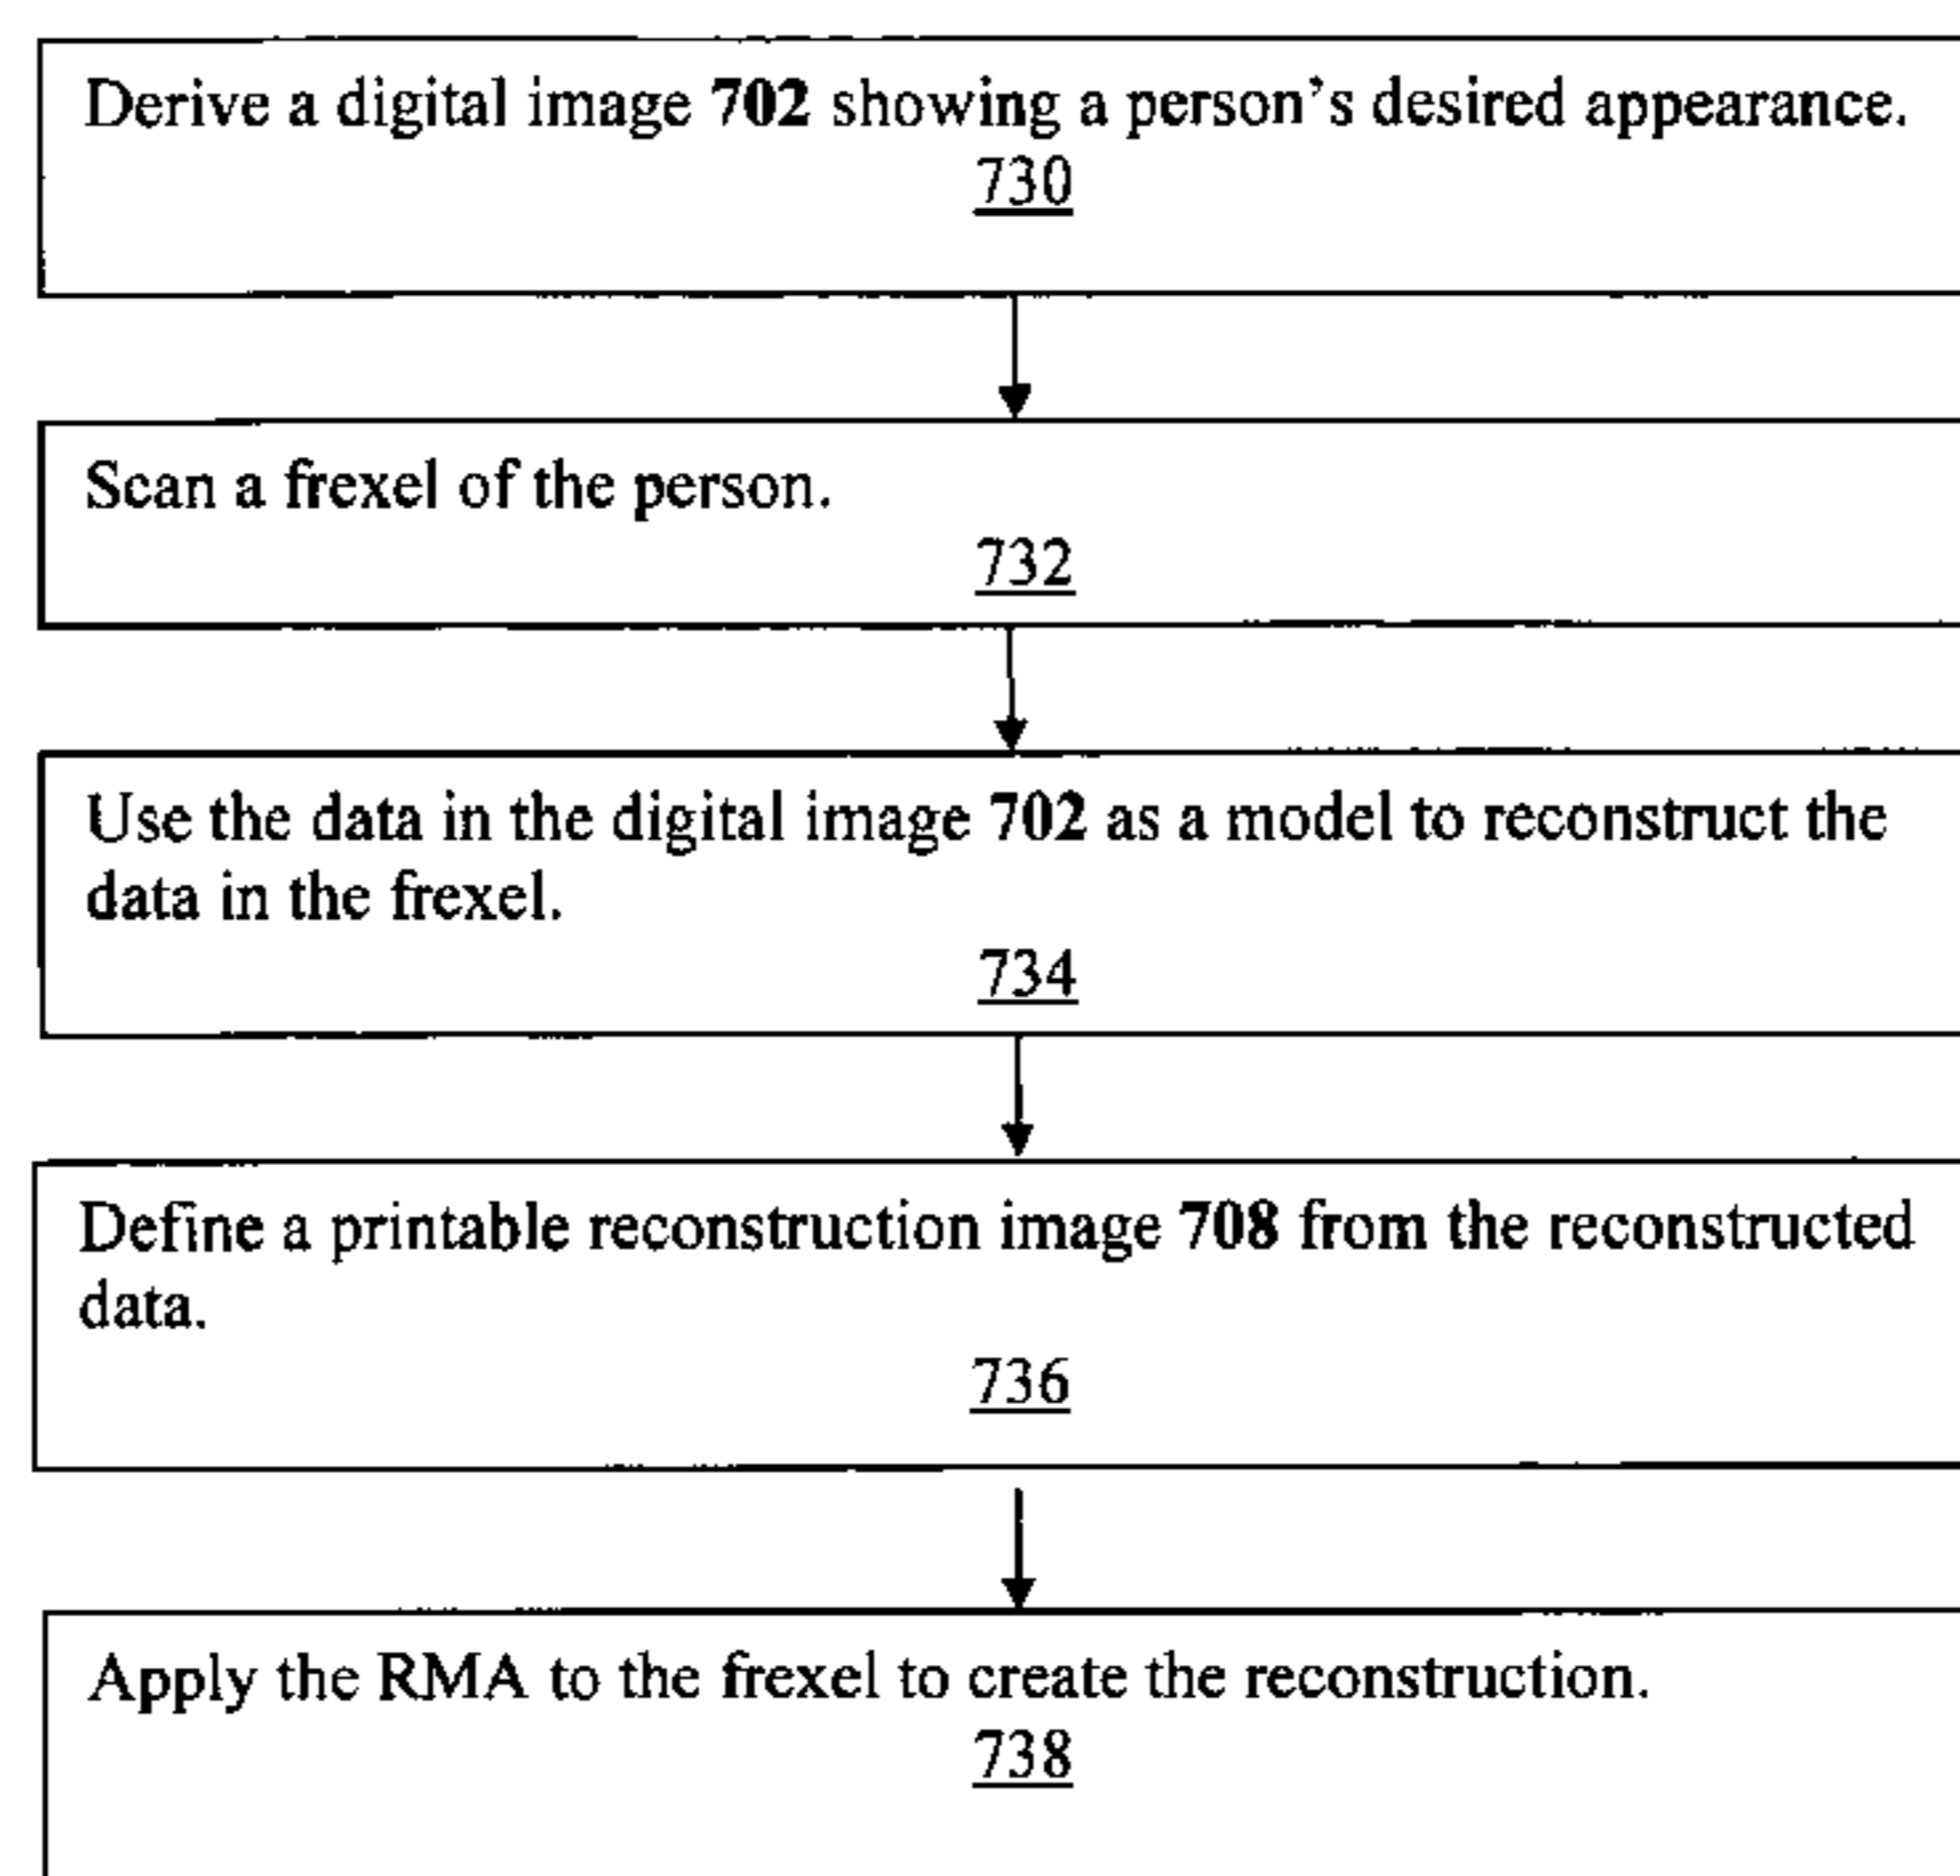 Derive a digital image 702 showing a person's desired appearance.
730
Scan a frexel of the person.
732
Use the data in the digital image 702 as a model to reconstruct the
data in the frexel.
734
Define a printable reconstruction image 708 from the reconstructed
data.
736
Apply the RMA to the frexel to create the reconstruction.
738